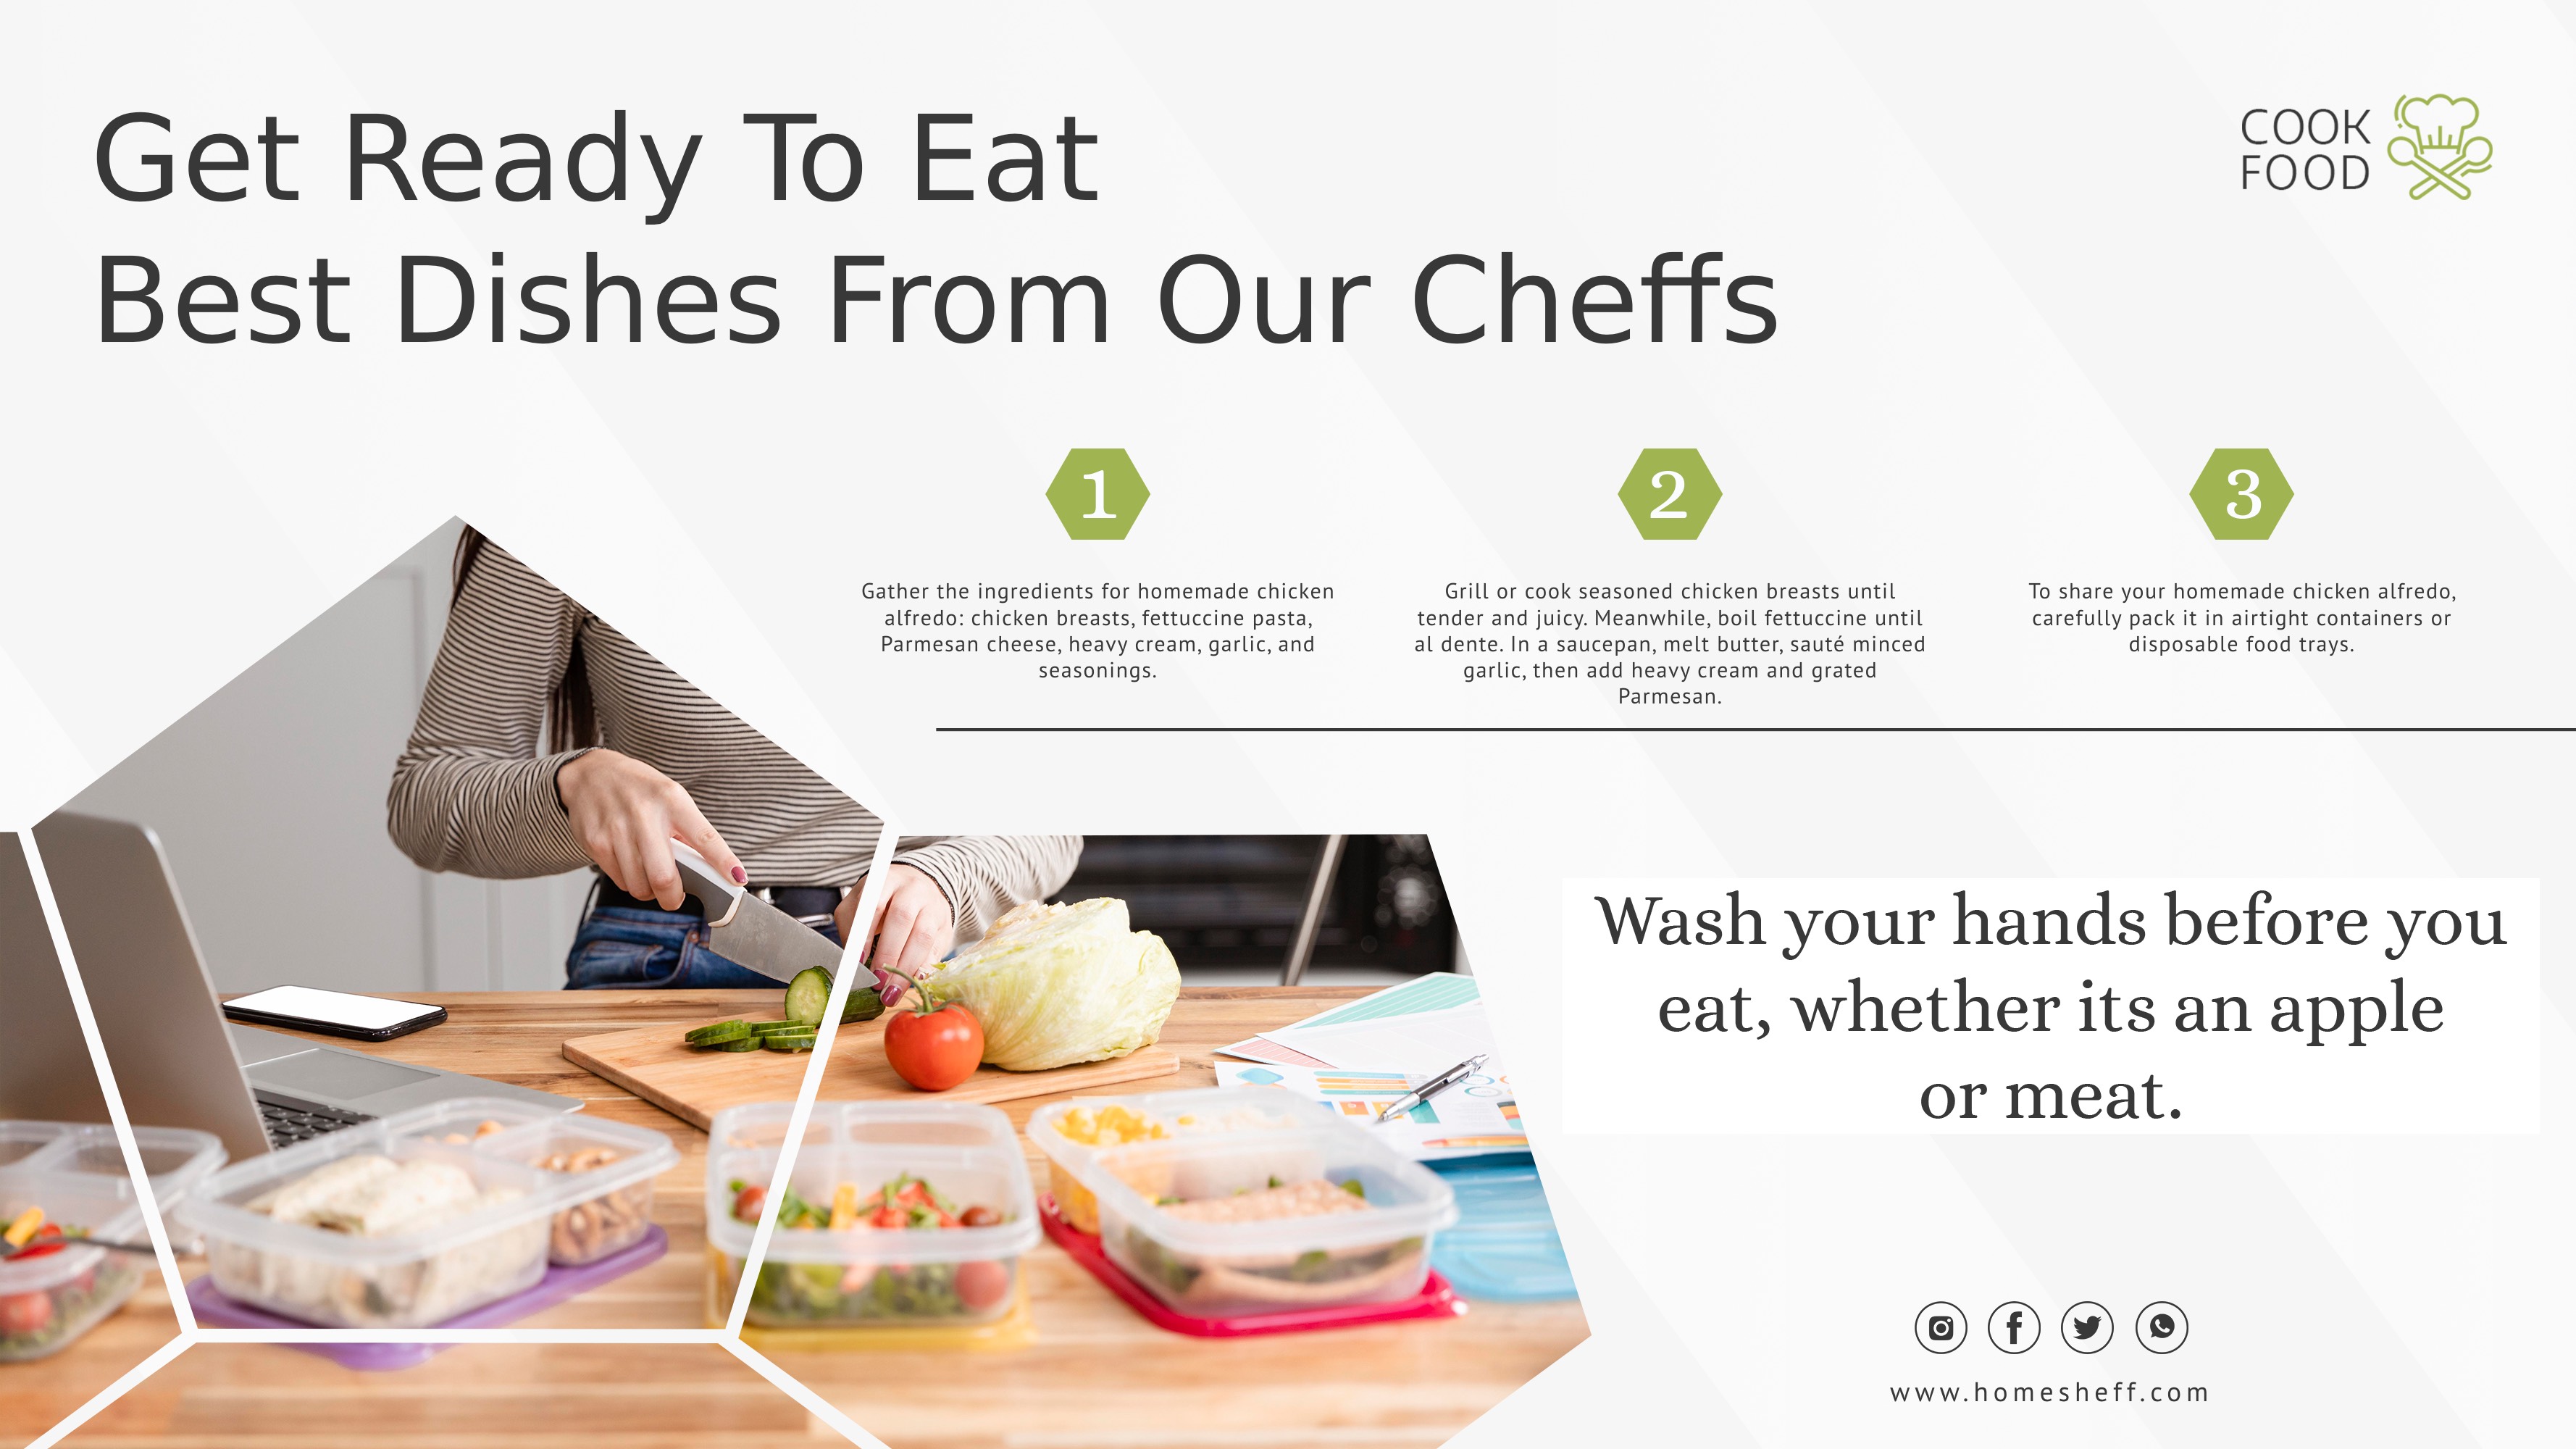 Get Ready To Eat
Best Dishes From Our Cheffs
COOK
FOOD
1
Gather the ingredients for homemade chicken
alfredo: chicken breasts, fettuccine pasta,
Parmesan cheese, heavy cream, garlic, and
seasonings.
2
Grill or cook seasoned chicken breasts until
tender and juicy. Meanwhile, boil fettuccine until
al dente. In a saucepan, melt butter, sauté minced
garlic, then add heavy cream and grated
Parmesan.
3
To share your homemade chicken alfredo,
carefully pack it in airtight containers or
disposable food trays.
Wash your hands before you
eat, whether its an apple
or meat.
www.homesheff.com